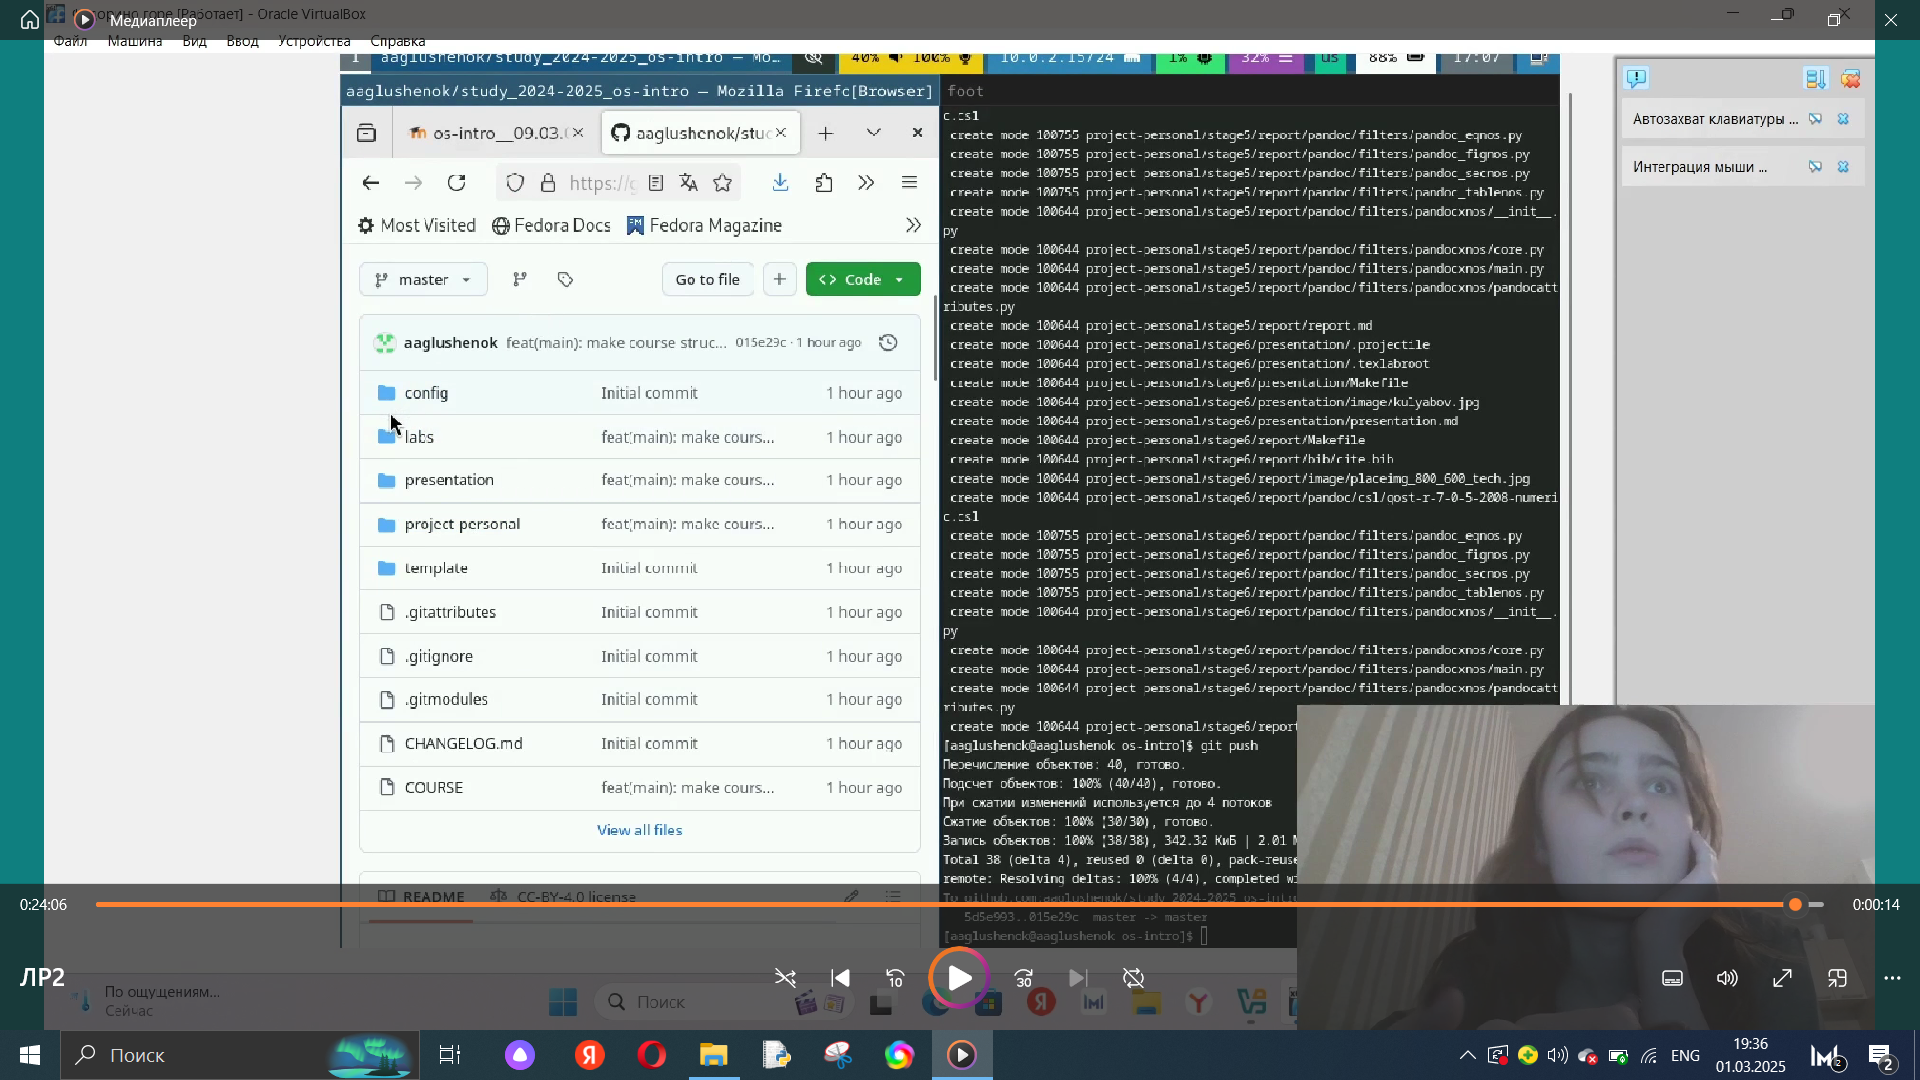 Медиаплеер
[Работает] - Oracle VirtualBox
Файл Машина Вид Ввод Устройства Справка
1 aaglushenok/study_2024-2025_os-intro — Mo… 40% 100% 10.0.2.15/24 1% 32% us 88% 17:07
aaglushenok/study_2024-2025_os-intro — Mozilla Firefc[Browser]
foot
os-intro__09.03.
aaglushenok/stu
https://g
Most Visited Fedora Docs Fedora Magazine
master Go to file Code
aaglushenok feat(main): make course struc... 015e29c · 1 hour ago
config Initial commit 1 hour ago
labs feat(main): make cours... 1 hour ago
presentation feat(main): make cours... 1 hour ago
project-personal feat(main): make cours... 1 hour ago
template Initial commit 1 hour ago
.gitattributes Initial commit 1 hour ago
.gitignore Initial commit 1 hour ago
.gitmodules Initial commit 1 hour ago
CHANGELOG.md Initial commit 1 hour ago
COURSE feat(main): make cours... 1 hour ago
View all files
README CC-BY-4.0 license
c.csl
create mode 100755 project-personal/stage5/report/pandoc/filters/pandoc_eqnos.py
create mode 100755 project-personal/stage5/report/pandoc/filters/pandoc_fignos.py
create mode 100755 project-personal/stage5/report/pandoc/filters/pandoc_secnos.py
create mode 100755 project-personal/stage5/report/pandoc/filters/pandoc_tablenos.py
create mode 100644 project-personal/stage5/report/pandoc/filters/pandocxnos/__init__.
py
create mode 100644 project-personal/stage5/report/pandoc/filters/pandocxnos/core.py
create mode 100644 project-personal/stage5/report/pandoc/filters/pandocxnos/main.py
create mode 100644 project-personal/stage5/report/pandoc/filters/pandocxnos/pandocatt
ributes.py
create mode 100644 project-personal/stage5/report/report.md
create mode 100644 project-personal/stage6/presentation/.projectile
create mode 100644 project-personal/stage6/presentation/.texlabroot
create mode 100644 project-personal/stage6/presentation/Makefile
create mode 100644 project-personal/stage6/presentation/image/kulyabov.jpg
create mode 100644 project-personal/stage6/presentation/presentation.md
create mode 100644 project-personal/stage6/report/Makefile
create mode 100644 project-personal/stage6/report/bib/cite.bib
create mode 100644 project-personal/stage6/report/image/placeimg_800_600_tech.jpg
create mode 100644 project-personal/stage6/report/pandoc/csl/gost-r-7-0-5-2008-numeri
c.csl
create mode 100755 project-personal/stage6/report/pandoc/filters/pandoc_eqnos.py
create mode 100755 project-personal/stage6/report/pandoc/filters/pandoc_fignos.py
create mode 100755 project-personal/stage6/report/pandoc/filters/pandoc_secnos.py
create mode 100755 project-personal/stage6/report/pandoc/filters/pandoc_tablenos.py
create mode 100644 project-personal/stage6/report/pandoc/filters/pandocxnos/__init__.
py
create mode 100644 project-personal/stage6/report/pandoc/filters/pandocxnos/core.py
create mode 100644 project-personal/stage6/report/pandoc/filters/pandocxnos/main.py
create mode 100644 project-personal/stage6/report/pandoc/filters/pandocxnos/pandocatt
ributes.py
create mode 100644 project-personal/stage6/report
[aaglushenok@aaglushenok os-intro]$ git push
Перечисление объектов: 40, готово.
Подсчет объектов: 100% (40/40), готово.
При сжатии изменений используется до 4 потоков
Сжатие объектов: 100% (30/30), готово.
Запись объектов: 100% (38/38), 342.32 КиБ | 2.01
Total 38 (delta 4), reused 0 (delta 0), pack-reuse
remote: Resolving deltas: 100% (4/4), completed wi
To github.com:aaglushenok/study_2024-2025_os-intro
5d5e993..015e29c master -> master
[aaglushenok@aaglushenok os-intro]$
Автозахват клавиатуры ...
Интеграция мыши ...
0:24:06
0:00:14
ЛР2
10
30
По ощущениям...
Сейчас
Поиск
Поиск
ENG
19:36
01.03.2025
2
2